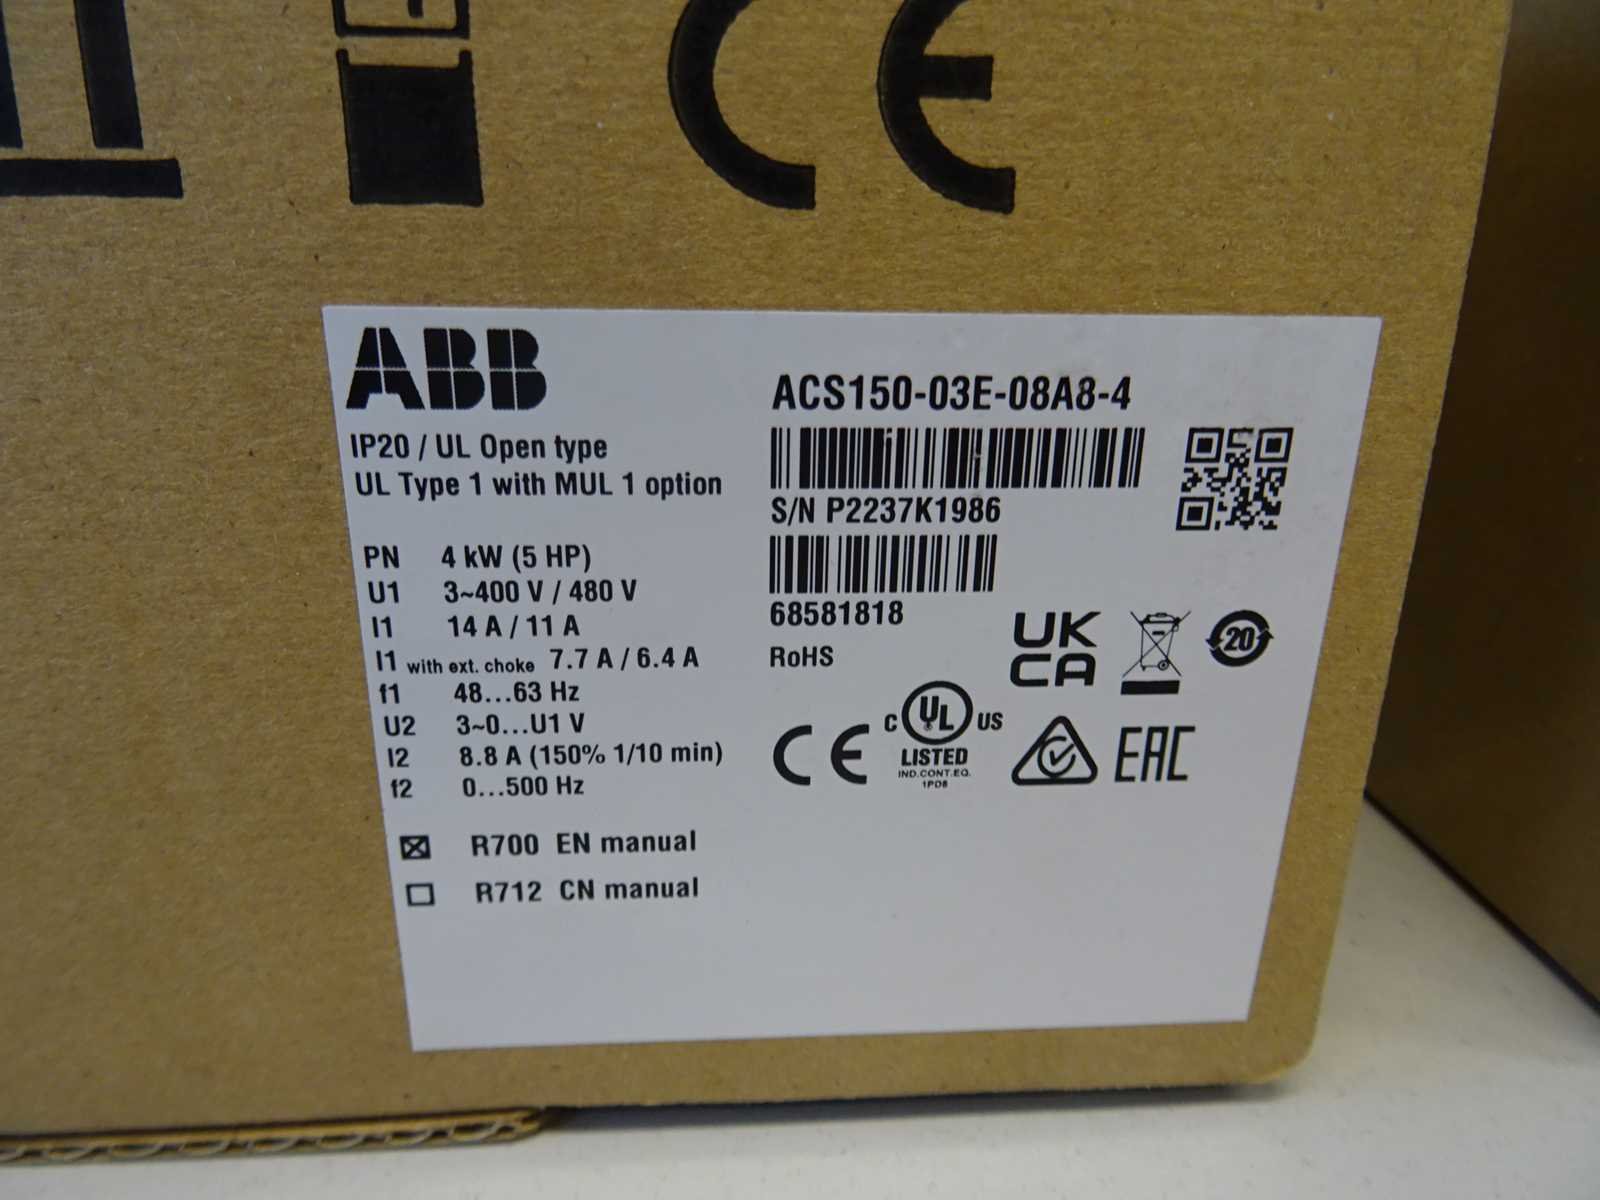 CE
ABB
ACS150-03E-08A8-4
IP20 / UL Open type
UL Type 1 with MUL 1 option
S/N P2237K1986
PN 4 kW (5 HP)
U1 3~400 V / 480 V
I1 14 A / 11 A
I1 with ext. choke 7.7 A / 6.4 A
f1 48...63 Hz
U2 3~0...U1 V
I2 8.8 A (150% 1/10 min)
f2 0...500 Hz
68581818
RoHS
UK
CA
20
CE
C UL US
LISTED
IND.CONT.EQ.
1PD8
EAC
R700 EN manual
R712 CN manual